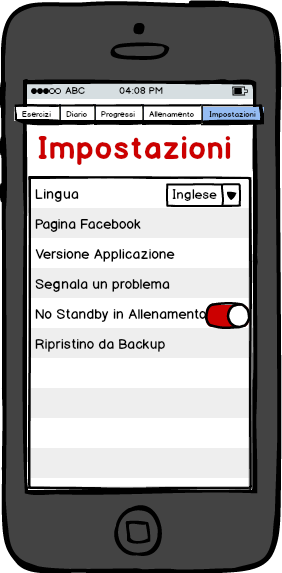 ABC 04:08 PM
Esercizi Diario Progressi Allenamento Impostazioni
Impostazioni
Lingua Inglese
Pagina Facebook
Versione Applicazione
Segnala un problema
No Standby in Allenamento
Ripristino da Backup